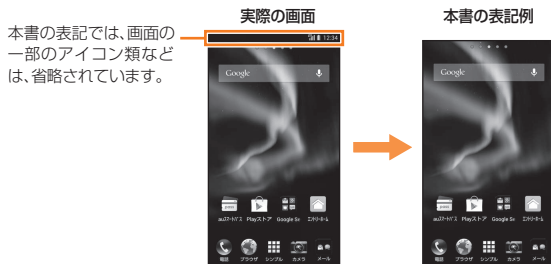 実際の画面
本書の表記例
本書の表記では、画面の
一部のアイコン類など
は、省略されています。
12:34
Google
Google
auｽﾏｰﾄﾊﾟｽ Playストア Google Se ｴﾝﾄﾘｰﾎｰﾑ
電話 ブラウザ シンプル カメラ メール
auｽﾏｰﾄﾊﾟｽ Playストア Google Se ｴﾝﾄﾘｰﾎｰﾑ
電話 ブラウザ シンプル カメラ メール